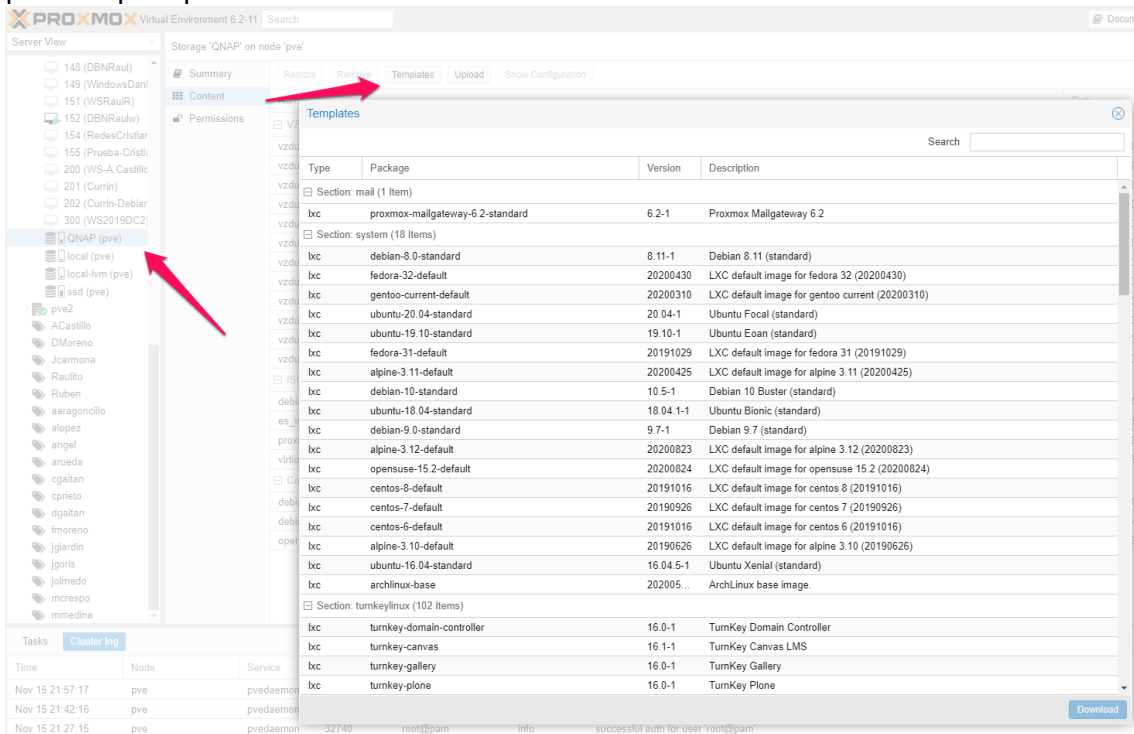 PROXMOX Virtual Environment 6.2-11 Search
Server View
Storage 'QNAP' on node 'pve'
148 (DBNRaul)
149 (WindowsDani
151 (WSRaulR)
152 (DBNRaulw)
154 (RedesCristian
155 (Prueba-Cristia
200 (WS-A.Castillo
201 (Currin)
202 (Currin-Debian
300 (WS2019DC2)
QNAP (pve)
local (pve)
local-lvm (pve)
ssd (pve)
pve2
ACastillo
DMoreno
Jcarmona
Raulito
Ruben
aaragoncillo
alopez
angel
arueda
cgaitan
cprieto
dgaitan
fmoreno
jgiardin
jgoris
jolmedo
mcrespo
mmedina
Summary
Content
Permissions
Restore Remove Templates Upload Show Configuration
Templates
Search
Type Package Version Description
Section: mail (1 Item)
lxc proxmox-mailgateway-6.2-standard 6.2-1 Proxmox Mailgateway 6.2
Section: system (18 Items)
lxc debian-8.0-standard 8.11-1 Debian 8.11 (standard)
lxc fedora-32-default 20200430 LXC default image for fedora 32 (20200430)
lxc gentoo-current-default 20200310 LXC default image for gentoo current (20200310)
lxc ubuntu-20.04-standard 20.04-1 Ubuntu Focal (standard)
lxc ubuntu-19.10-standard 19.10-1 Ubuntu Eoan (standard)
lxc fedora-31-default 20191029 LXC default image for fedora 31 (20191029)
lxc alpine-3.11-default 20200425 LXC default image for alpine 3.11 (20200425)
lxc debian-10-standard 10.5-1 Debian 10 Buster (standard)
lxc ubuntu-18.04-standard 18.04.1-1 Ubuntu Bionic (standard)
lxc debian-9.0-standard 9.7-1 Debian 9.7 (standard)
lxc alpine-3.12-default 20200823 LXC default image for alpine 3.12 (20200823)
lxc opensuse-15.2-default 20200824 LXC default image for opensuse 15.2 (20200824)
lxc centos-8-default 20191016 LXC default image for centos 8 (20191016)
lxc centos-7-default 20190926 LXC default image for centos 7 (20190926)
lxc centos-6-default 20191016 LXC default image for centos 6 (20191016)
lxc alpine-3.10-default 20190626 LXC default image for alpine 3.10 (20190626)
lxc ubuntu-16.04-standard 16.04.5-1 Ubuntu Xenial (standard)
lxc archlinux-base 202005... ArchLinux base image.
Section: turnkeylinux (102 Items)
lxc turnkey-domain-controller 16.0-1 TurnKey Domain Controller
lxc turnkey-canvas 16.1-1 TurnKey Canvas LMS
lxc turnkey-gallery 16.0-1 TurnKey Gallery
lxc turnkey-plone 16.0-1 TurnKey Plone
Download
Tasks Cluster log
Time Node Service
Nov 15 21:57:17 pve pvedaemon
Nov 15 21:42:16 pve pvedaemon
Nov 15 21:27:15 pve pvedaemon 32740 root@pam info successful auth for user 'root@pam'